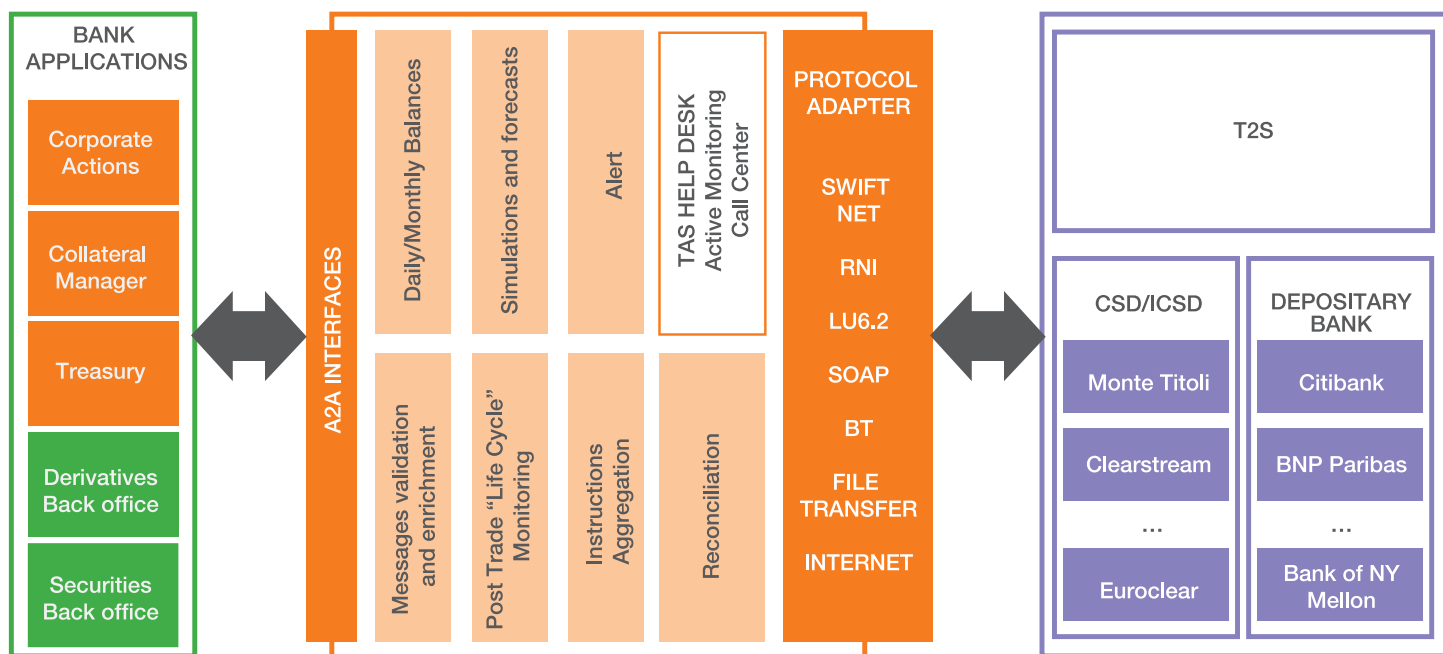 BANK
APPLICATIONS
Corporate
Actions
Collateral
Manager
Treasury
Derivatives
Back office
Securities
Back office
A2A INTERFACES
Daily/Monthly Balances
Simulations and forecasts
Alert
TAS HELP DESK
Active Monitoring
Call Center
Messages validation
and enrichment
Post Trade “Life Cycle”
Monitoring
Instructions
Aggregation
Reconciliation
PROTOCOL
ADAPTER
SWIFT
NET
RNI
LU6.2
SOAP
BT
FILE
TRANSFER
INTERNET
T2S
CSD/ICSD
Monte Titoli
Clearstream
...
Euroclear
DEPOSITARY
BANK
Citibank
BNP Paribas
...
Bank of NY
Mellon